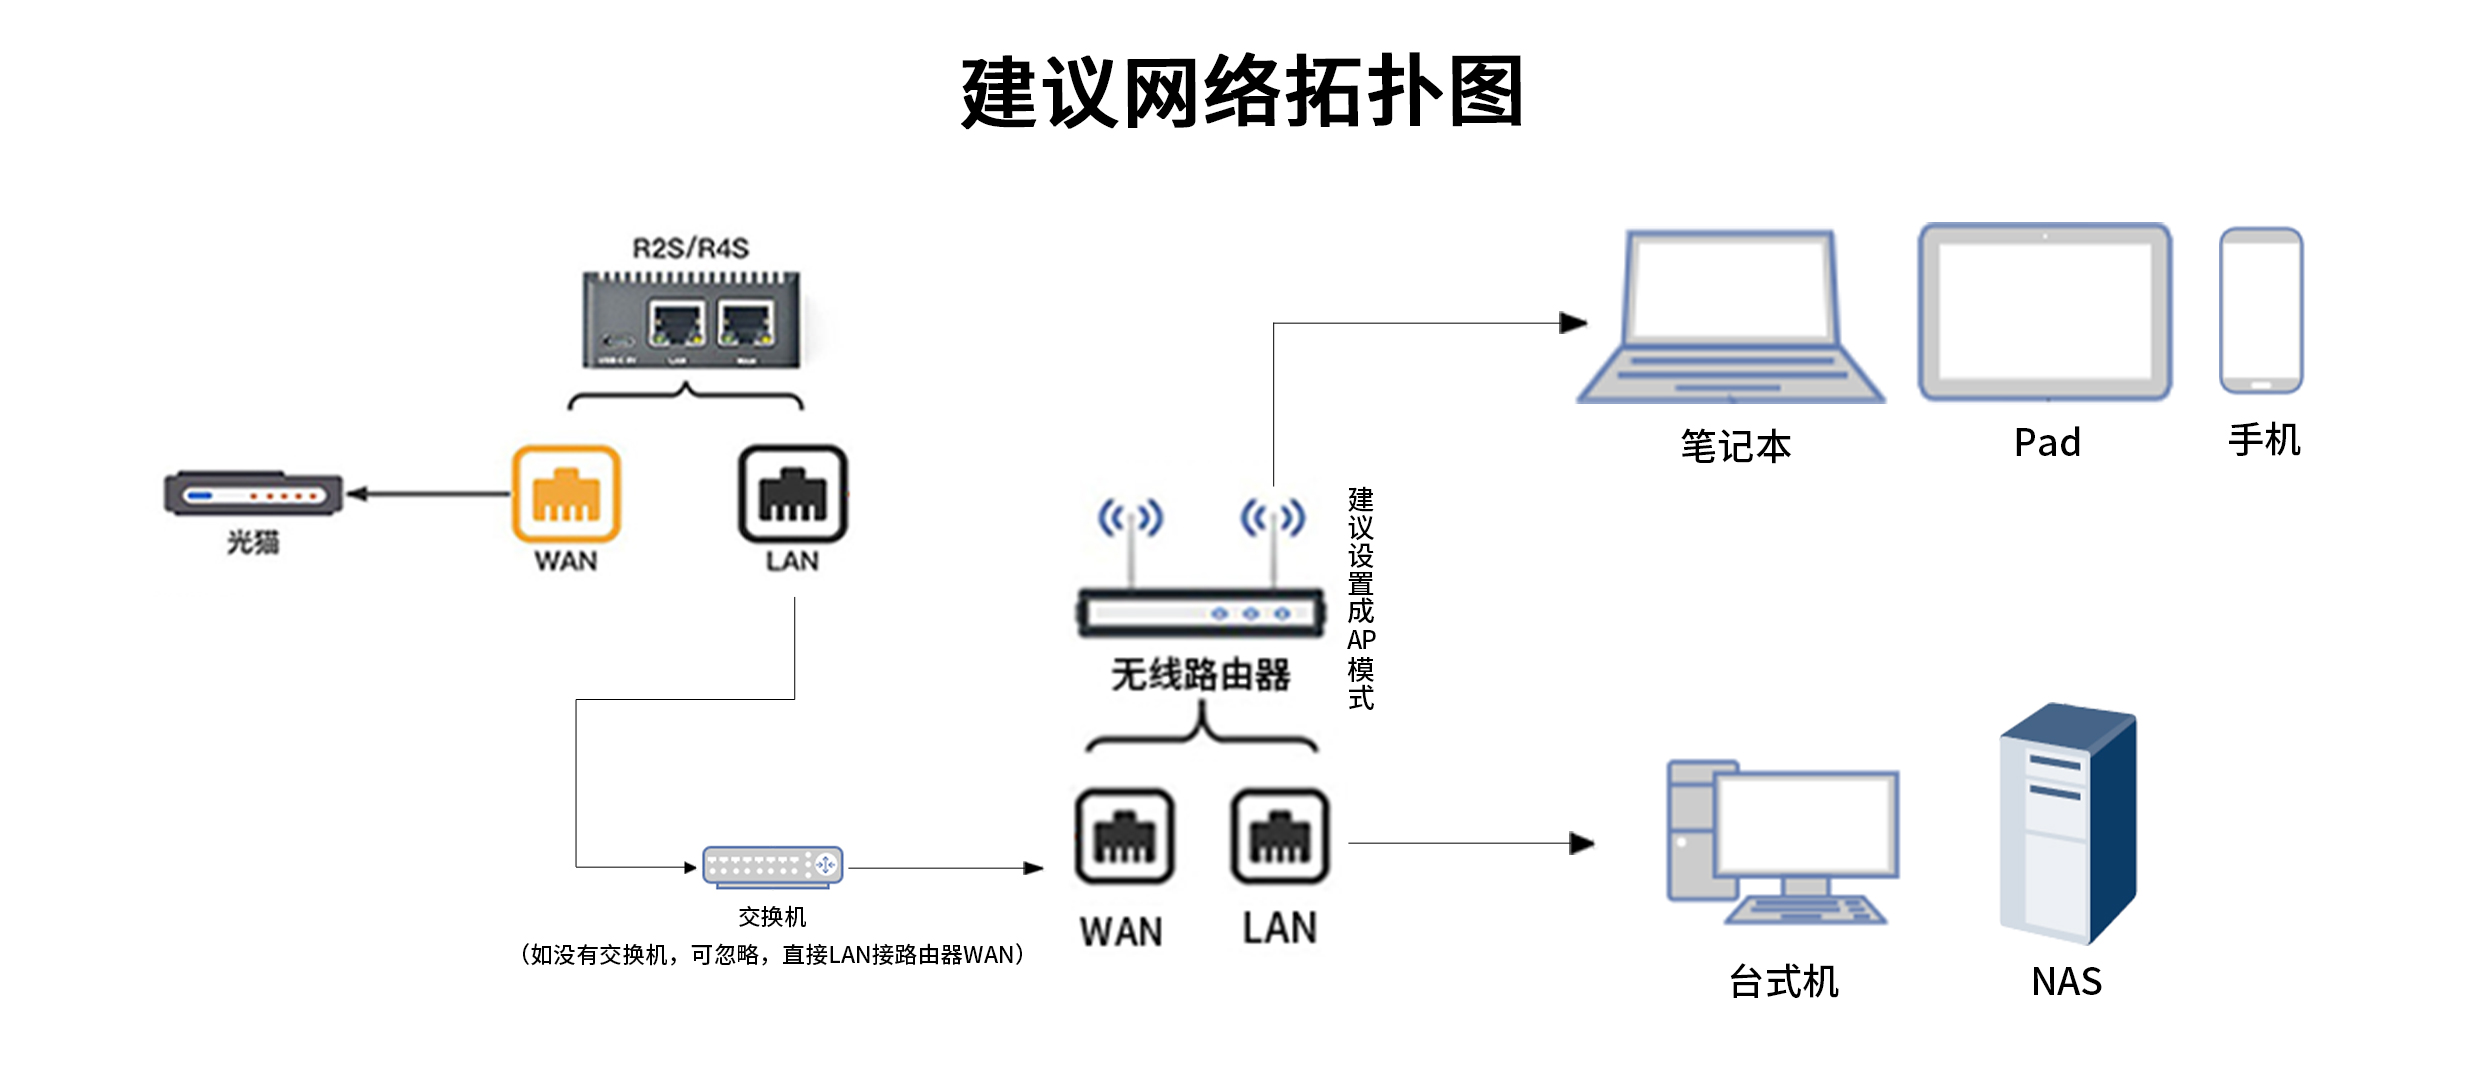 建议网络拓扑图
R2S/R4S
LAN
光猫
WAN
LAN
建议设置成AP模式
笔记本
Pad
手机
无线路由器
交换机
（如没有交换机，可忽略，直接LAN接路由器WAN）
WAN
LAN
台式机
NAS